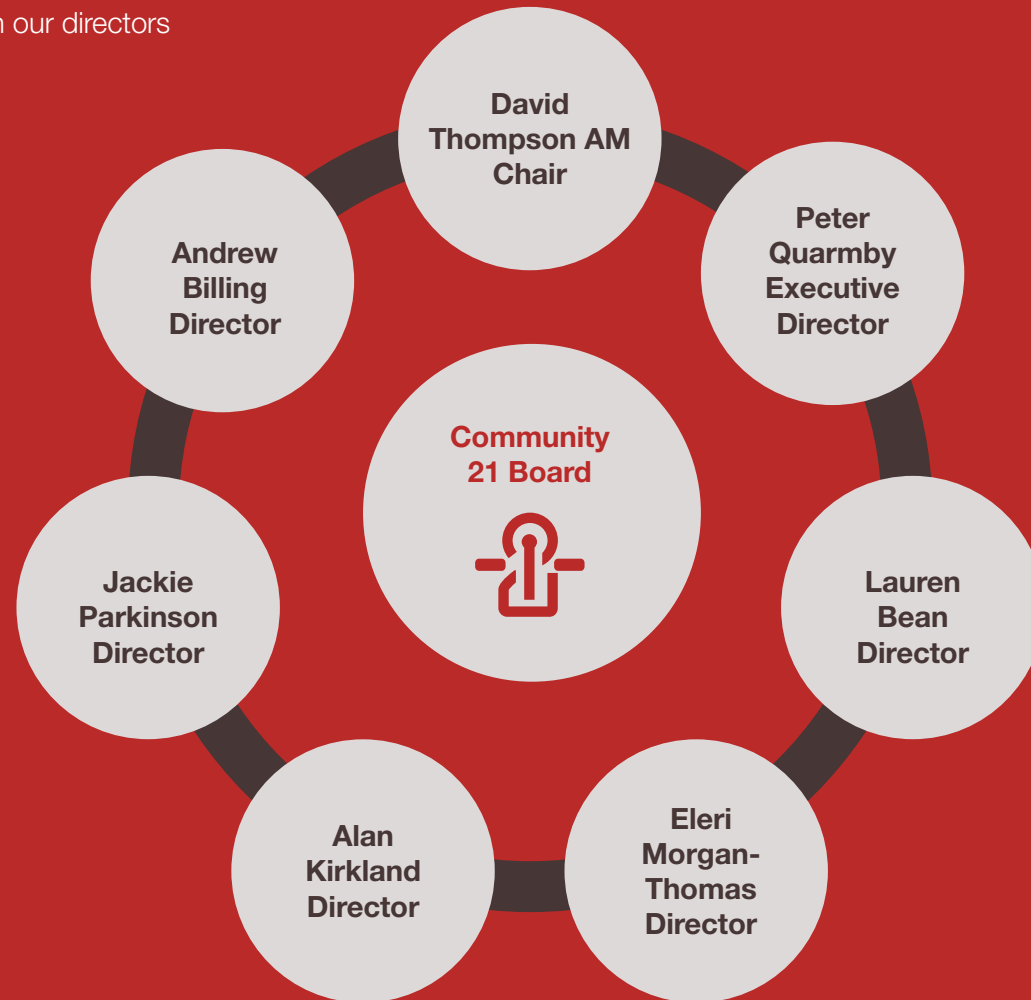 our directors
David
Thompson AM
Chair
Peter
Quarmby
Executive
Director
Andrew
Billing
Director
Community
21 Board
Jackie
Parkinson
Director
Lauren
Bean
Director
Alan
Kirkland
Director
Eleri
Morgan-
Thomas
Director